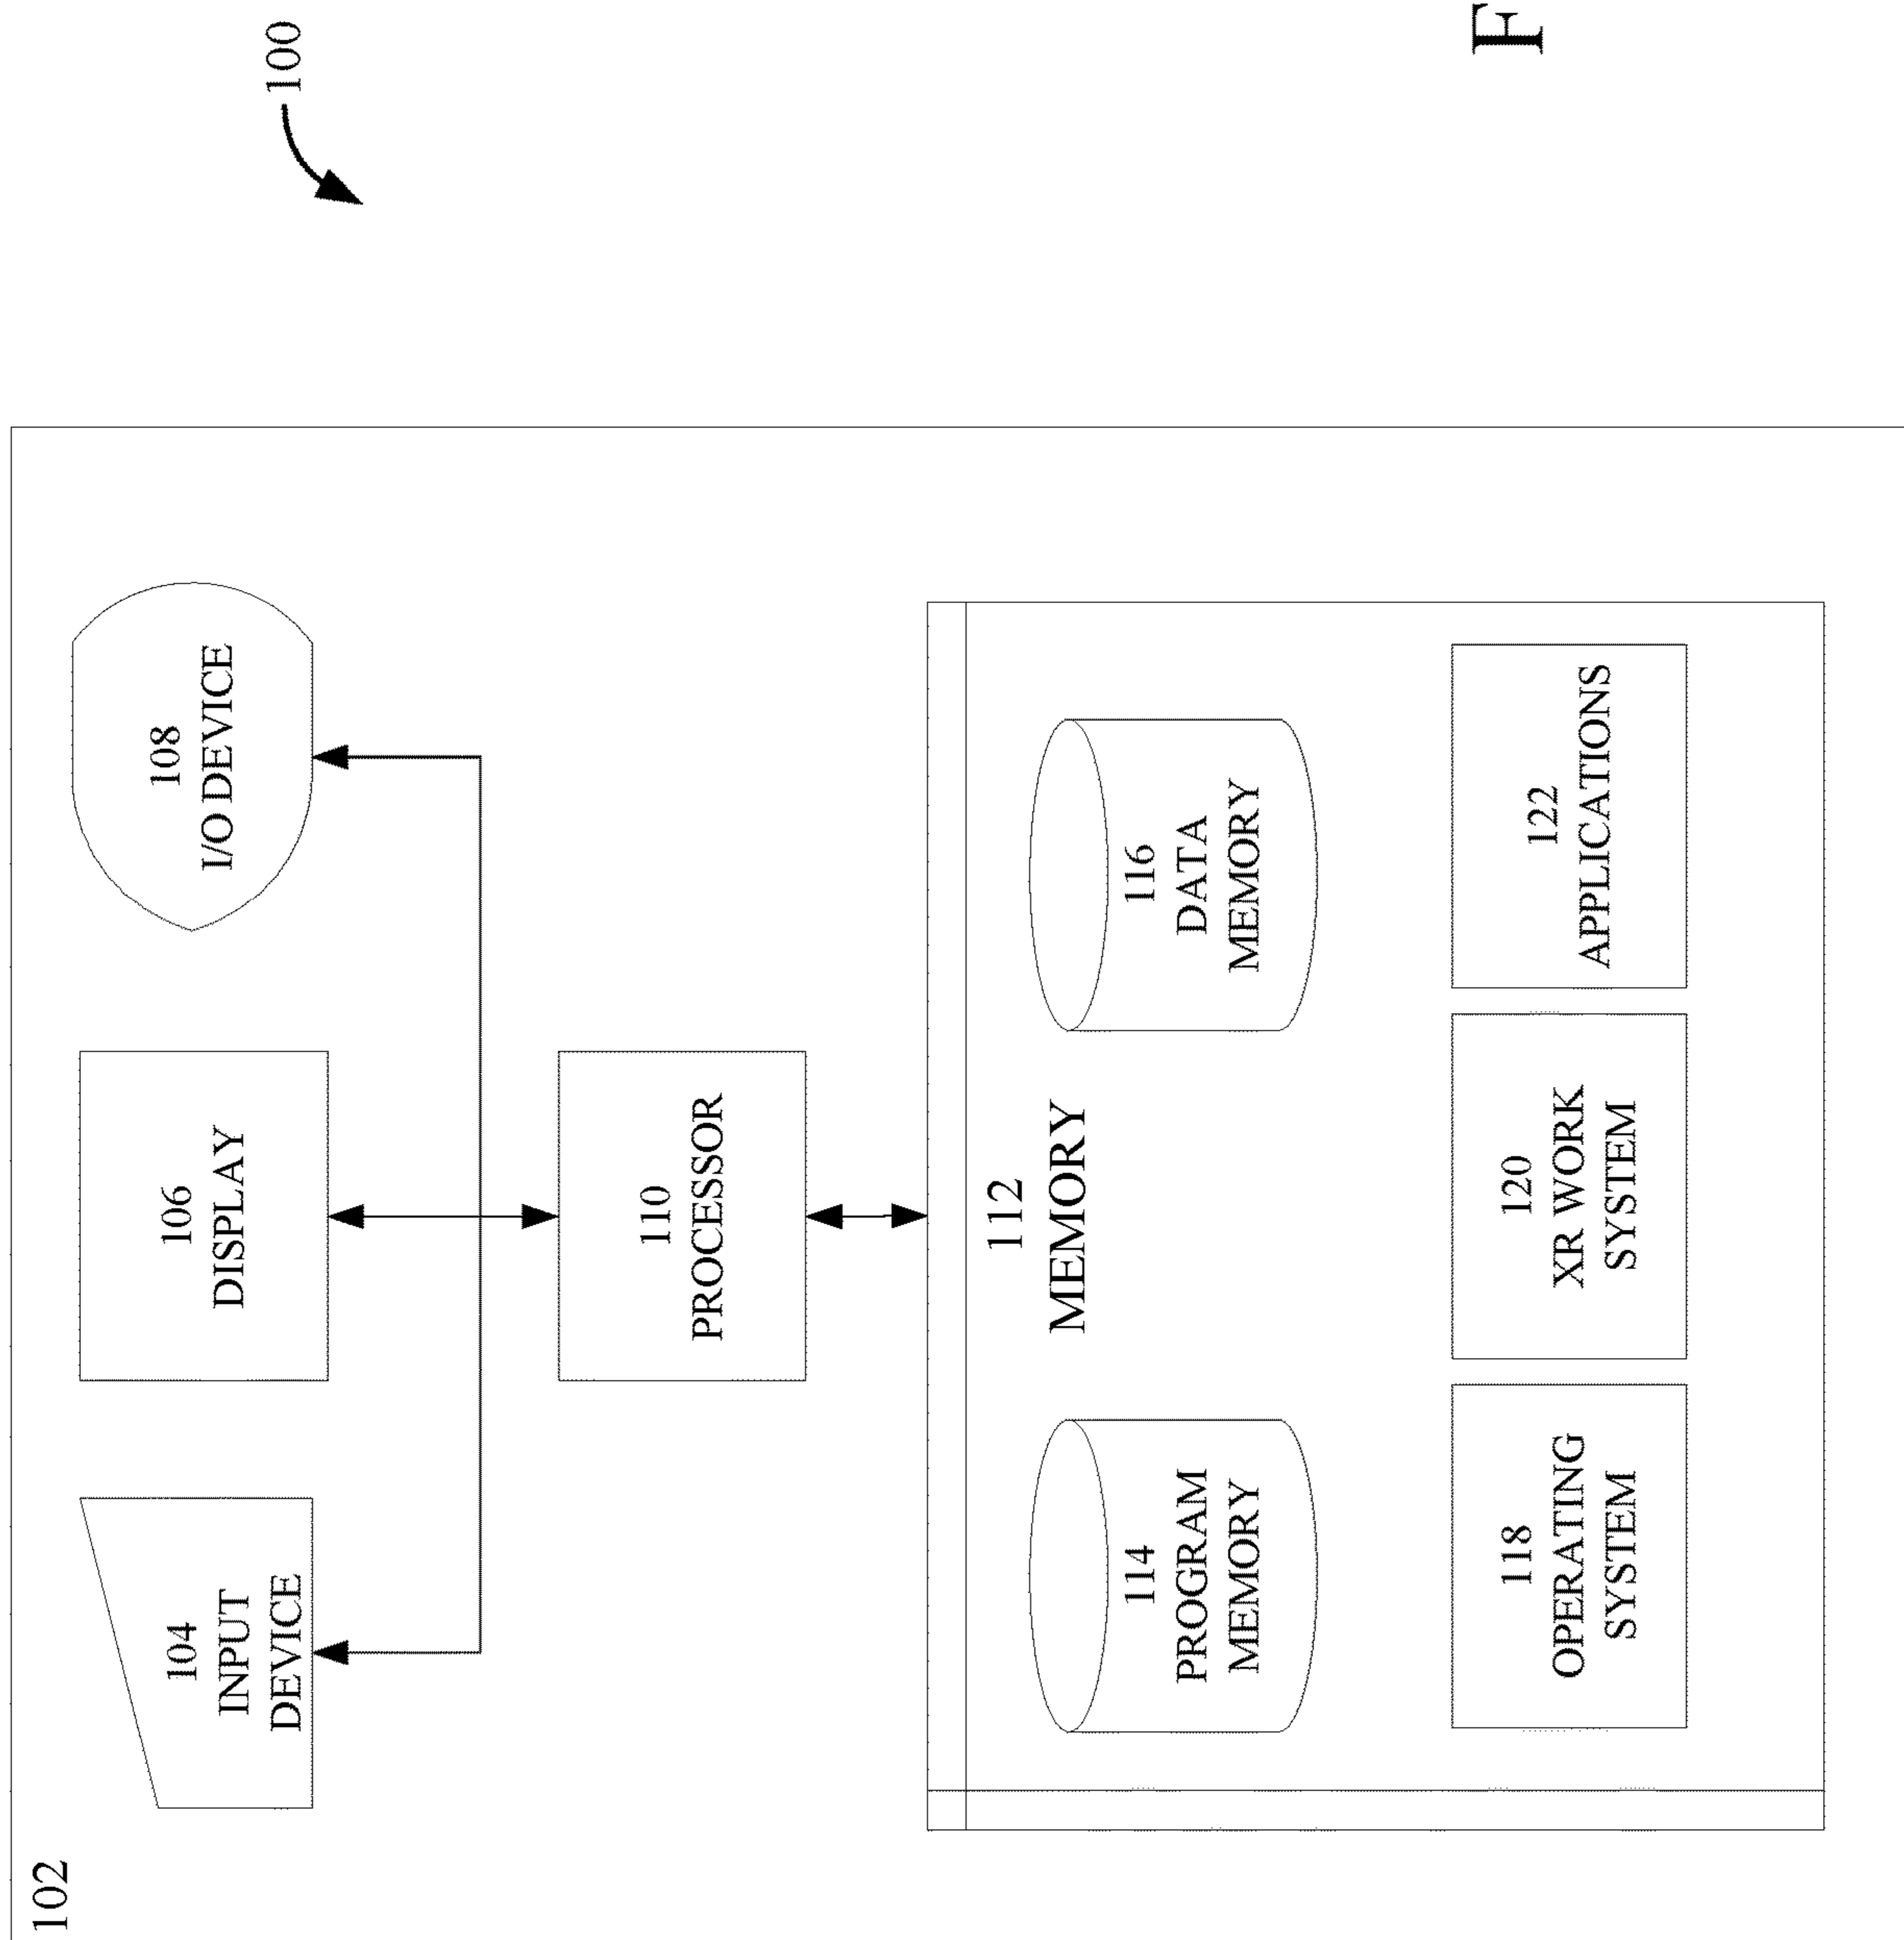 100
102
104
INPUT
DEVICE
106
DISPLAY
108
I/O DEVICE
110
PROCESSOR
112
MEMORY
114
PROGRAM
MEMORY
116
DATA
MEMORY
118
OPERATING
SYSTEM
120
XR WORK
SYSTEM
122
APPLICATIONS
F